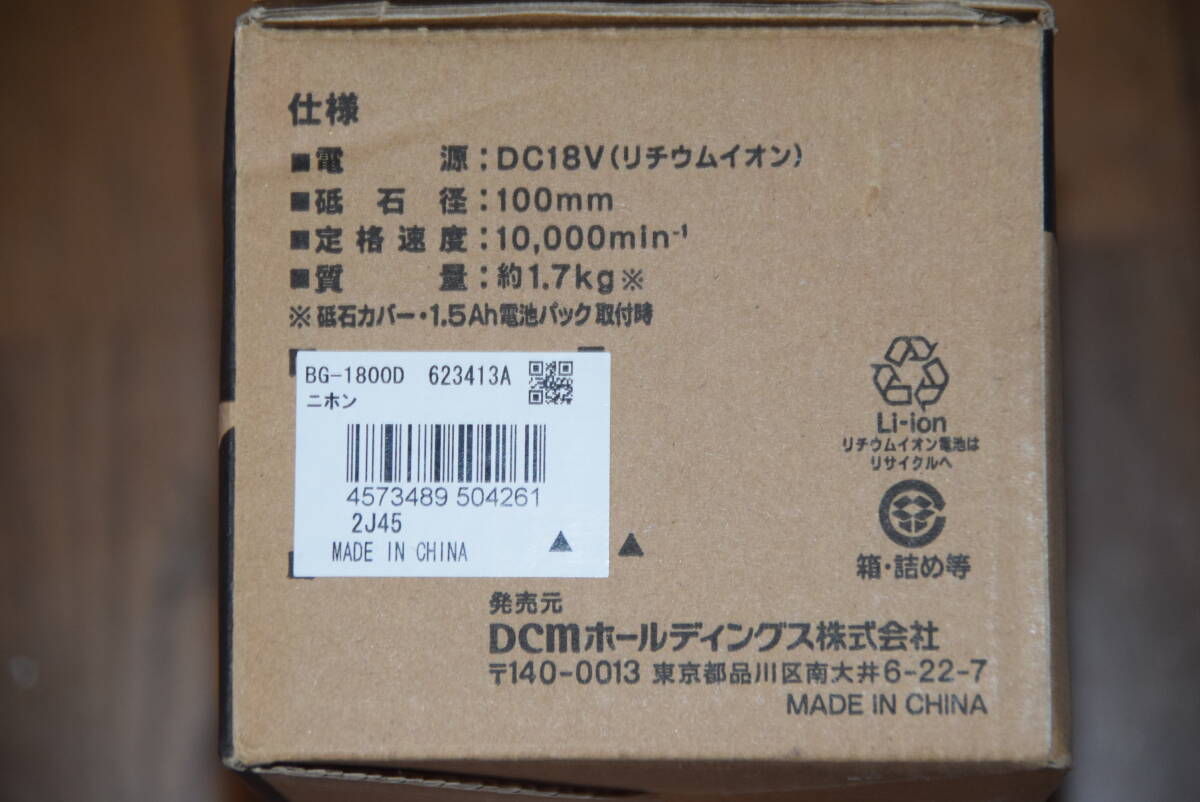 仕様
■電　　源：DC18V(リチウムイオン)
■砥石径：100mm
■定格速度：10,000min⁻¹
■質　　量：約1.7kg※
※砥石カバー・1.5Ah電池パック取付時
BG-1800D 623413A
ニホン
4573489 504261
2J45
MADE IN CHINA
Li-ion
リチウムイオン電池は
リサイクルへ
箱・詰め等
発売元
DCMホールディングス株式会社
〒140-0013 東京都品川区南大井6-22-7
MADE IN CHINA